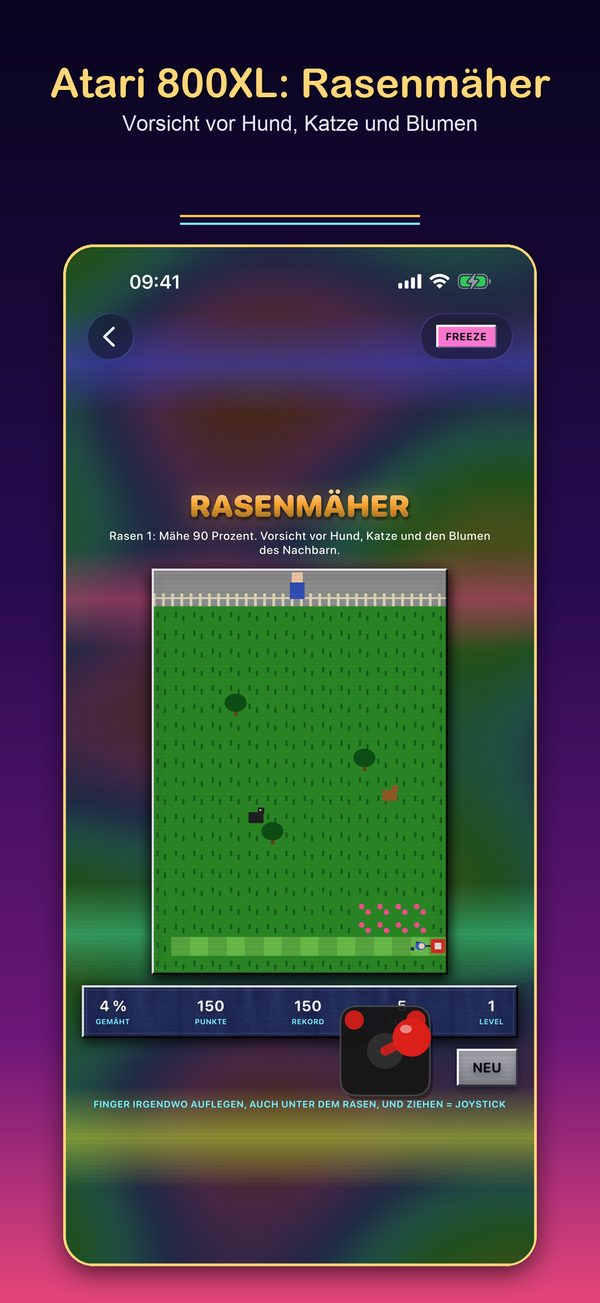 Atari 800XL: Rasenmäher
Vorsicht vor Hund, Katze und Blumen
09:41
FREEZE
RASENMÄHER
Rasen 1: Mähe 90 Prozent. Vorsicht vor Hund, Katze und den Blumen
des Nachbarn.
4 % 150 150 5 1
GEMÄHT PUNKTE REKORD LEVEL
NEU
FINGER IRGENDWO AUFLEGEN, AUCH UNTER DEM RASEN, UND ZIEHEN = JOYSTICK